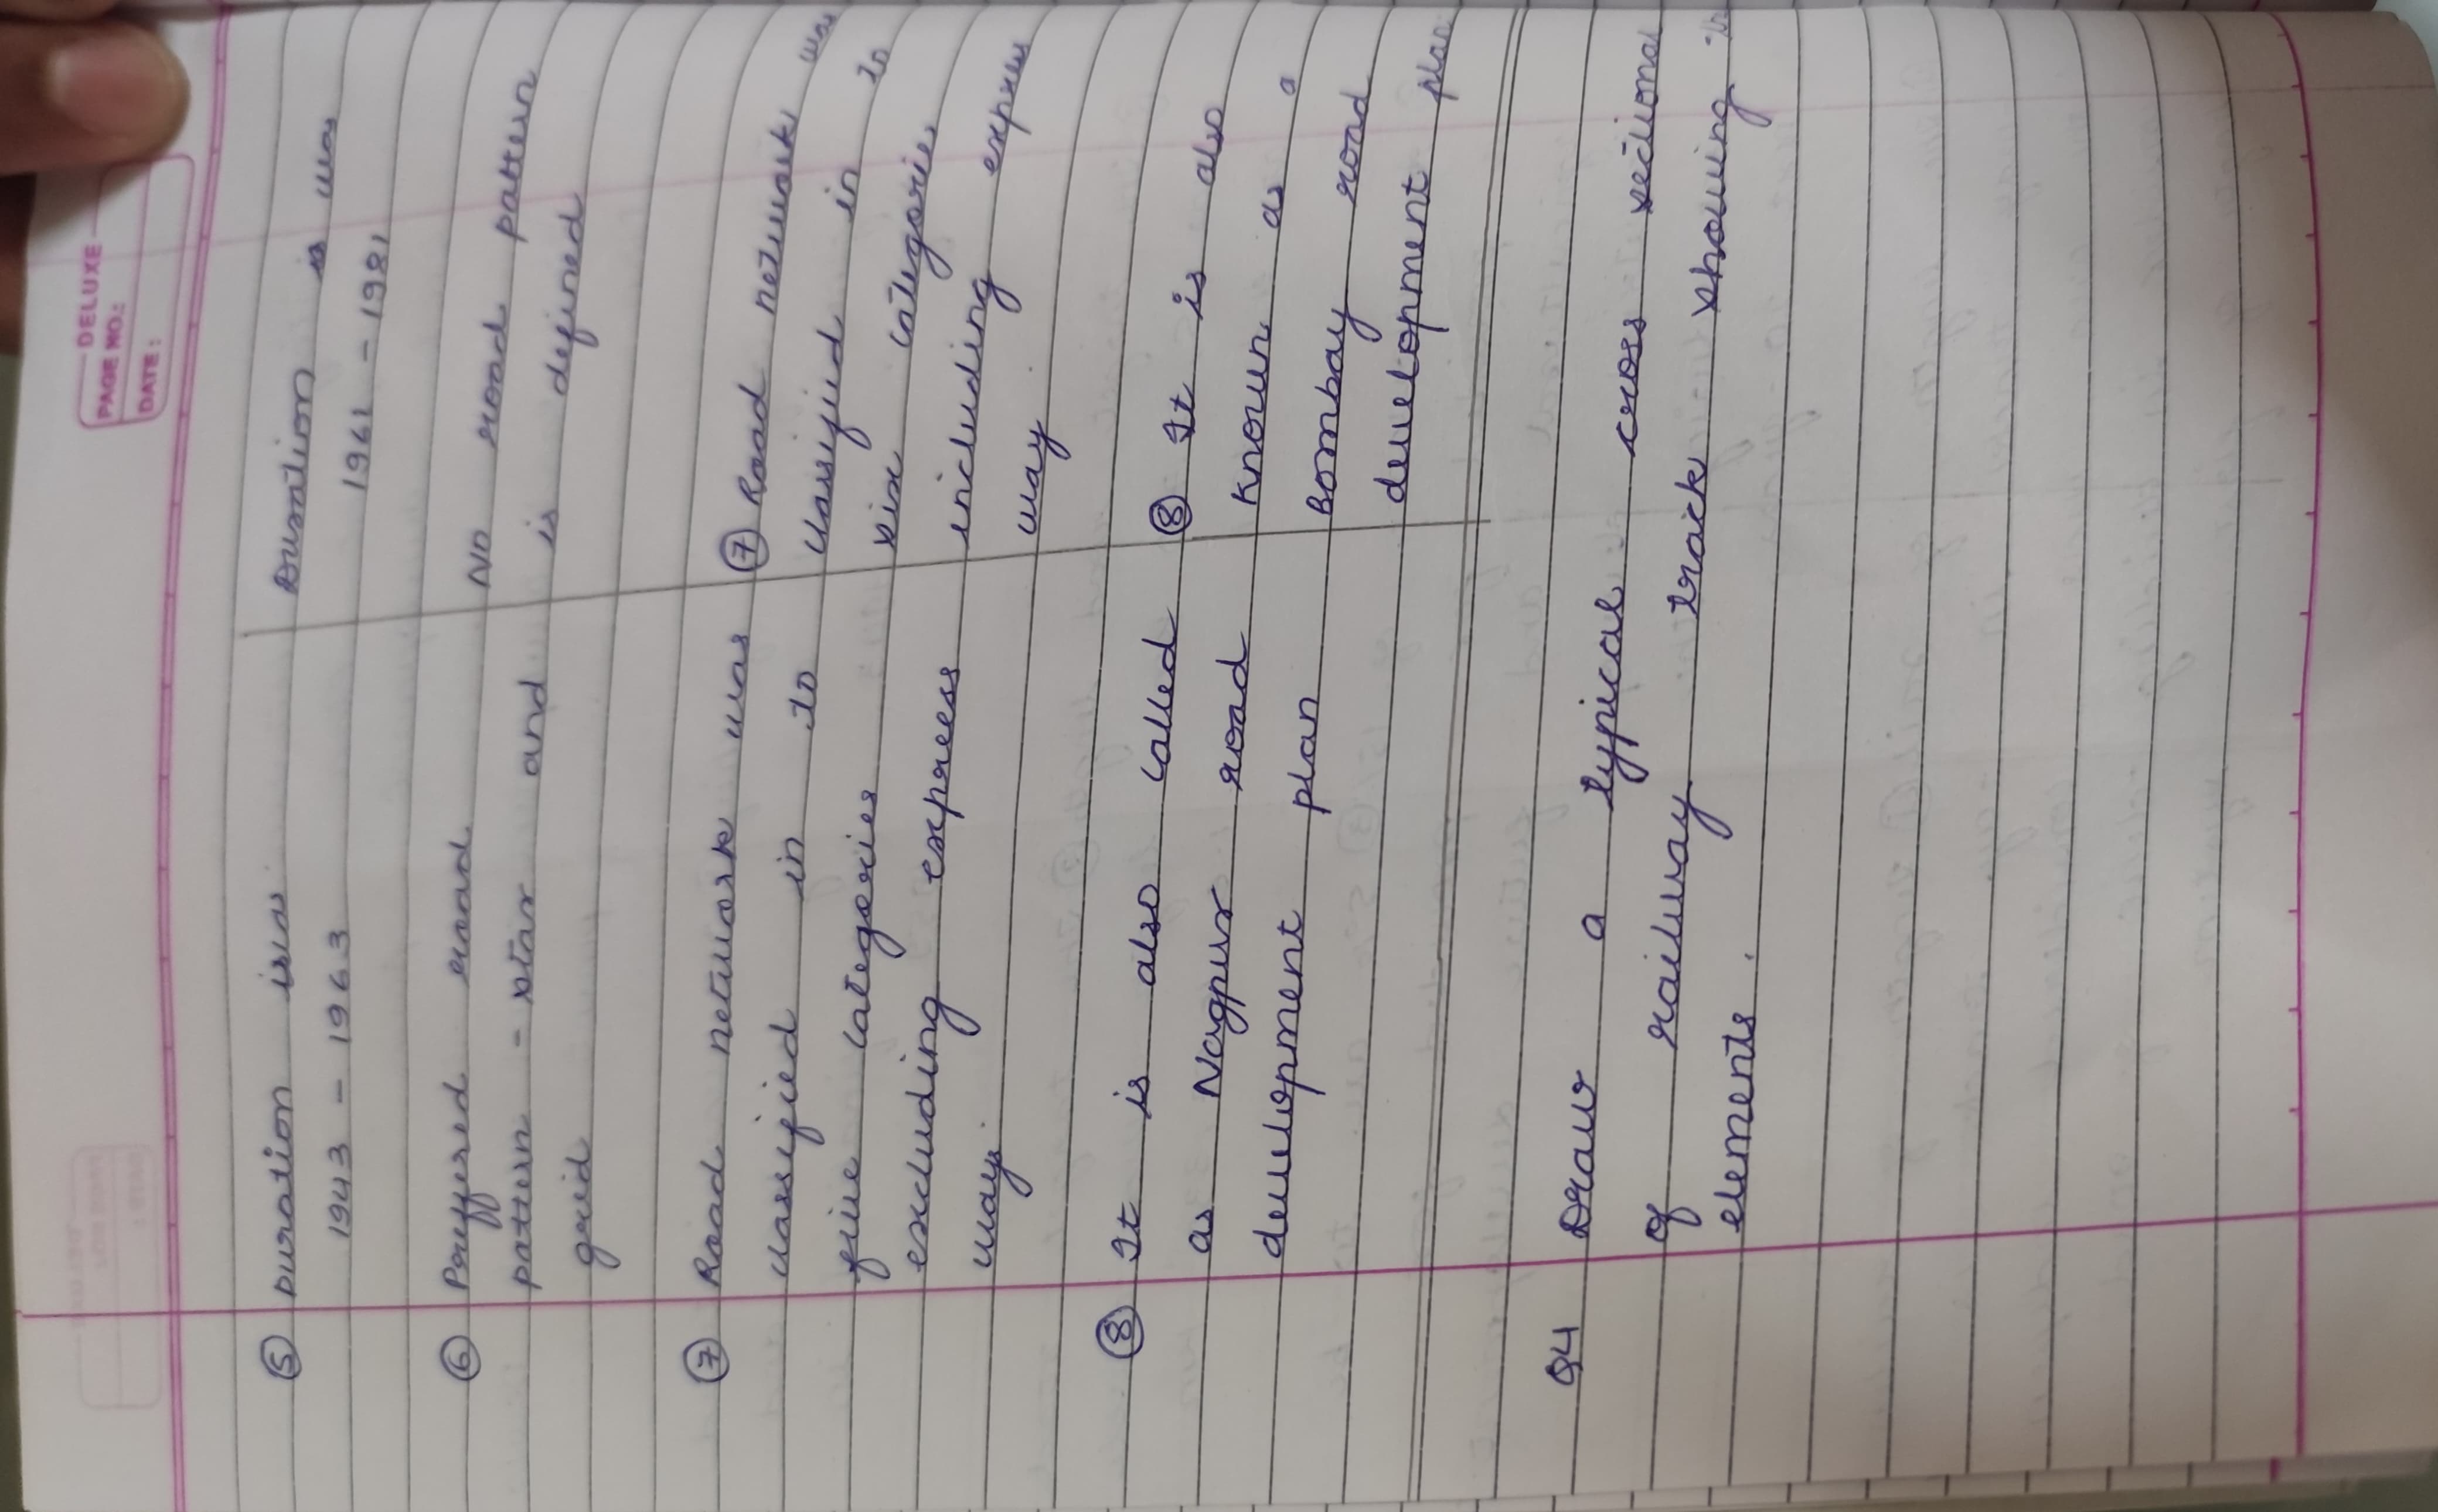 DELUXE
PAGE NO.:
DATE:
⑤ Duration is was
1943 - 1963
Duration is was
1961 - 1981
⑥ Preffered road
pattern - star and
grid
No road pattern
is defined
⑦ Road network was
classified in to
five categories
excluding express
ways.
⑦ Road network was
classified in to
six categories
including express
way.
⑧ It is also called
as Nagpur road
development plan
⑧ It is also
known as a
Bombay road
development plan
Q4 Draw a typical cross sectional
of railway track showing
elements.